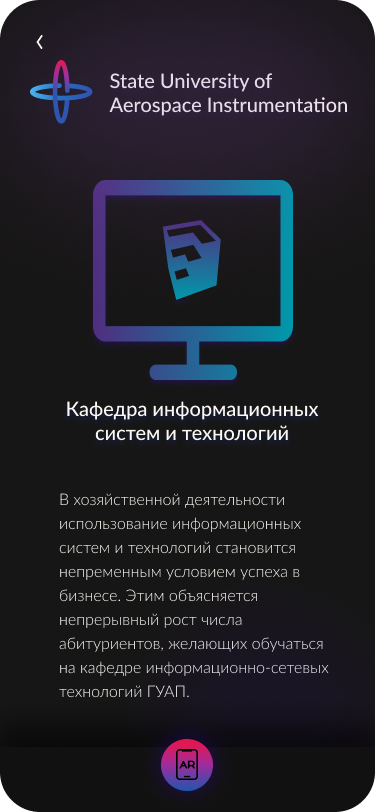 State University of
Aerospace Instrumentation
Кафедра информационных
систем и технологий
В хозяйственной деятельности
использование информационных
систем и технологий становится
непременным условием успеха в
бизнесе. Этим объясняется
непрерывный рост числа
абитуриентов, желающих обучаться
на кафедре информационно-сетевых
технологий ГУАП.
AR